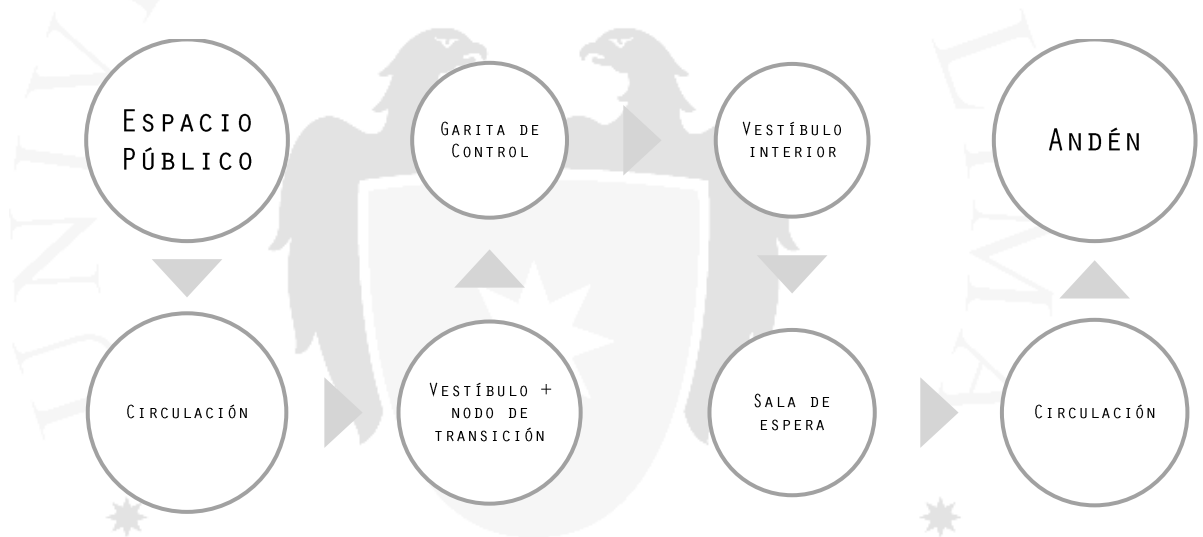 ESPACIO
PÚBLICO
CIRCULACIÓN
VESTÍBULO +
NODO DE
TRANSICIÓN
GARITA DE
CONTROL
VESTÍBULO
INTERIOR
SALA DE
ESPERA
CIRCULACIÓN
ANDÉN